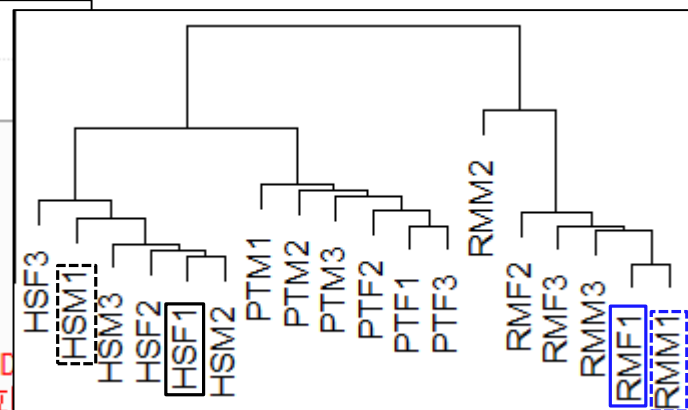 HSF3
HSM1
HSM3
HSF2
HSF1
HSM2
PTM1
PTM2
PTM3
PTF2
PTF1
PTF3
RMM2
RMF2
RMF3
RMM3
RMF1
RMM1
D